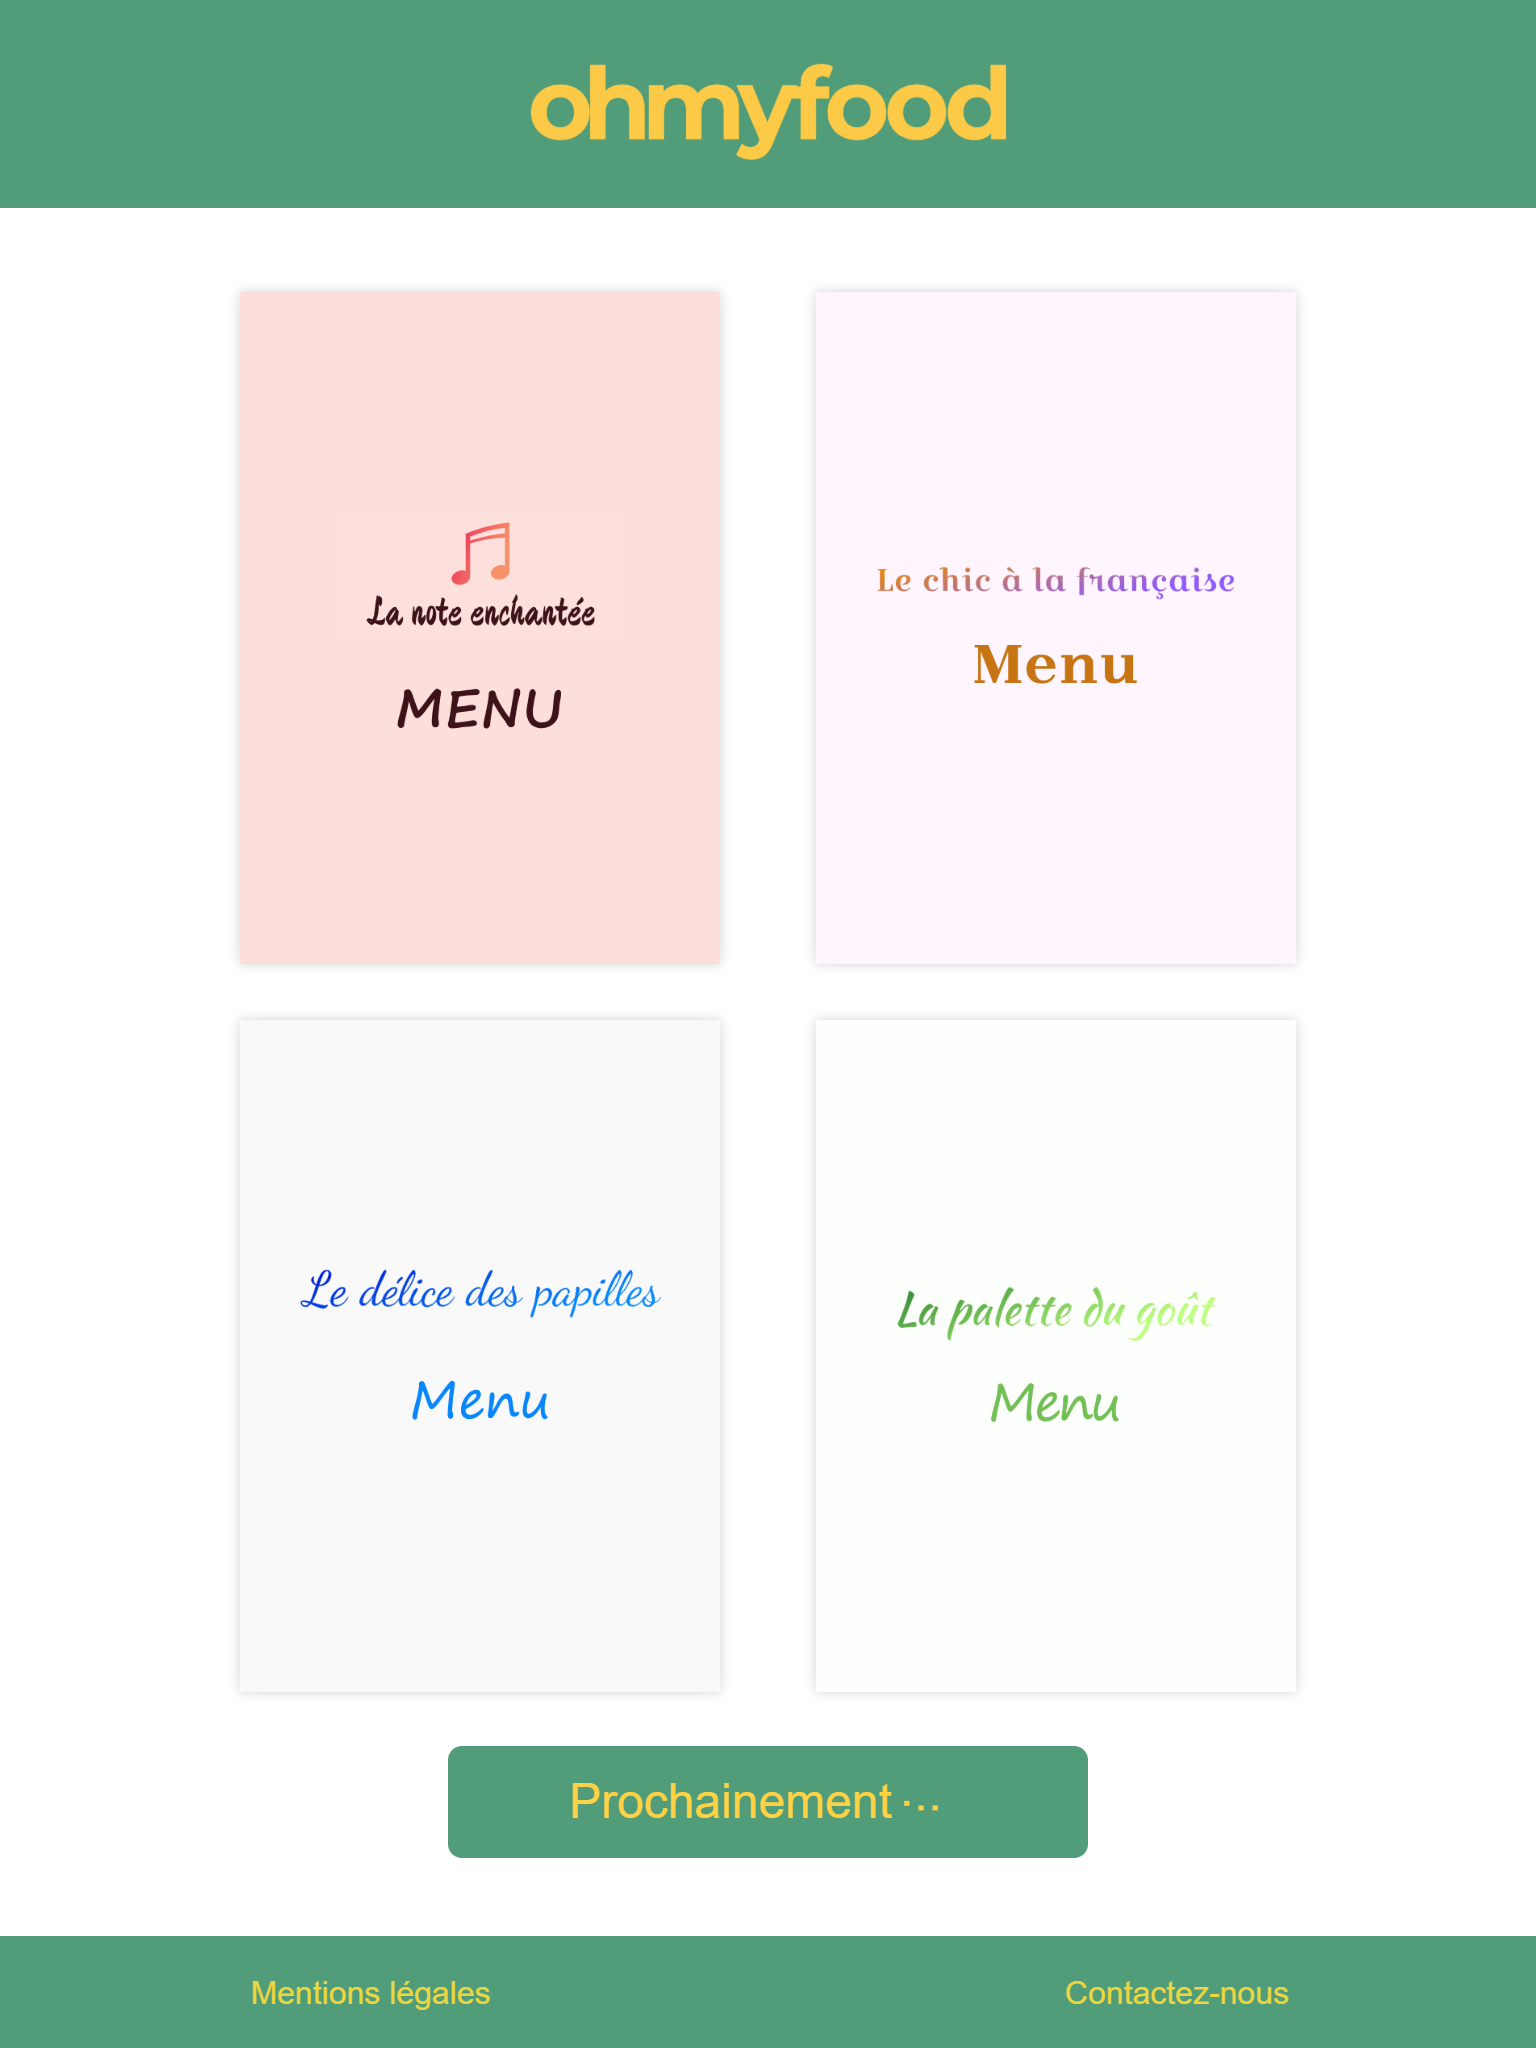 ohmyfood
La note enchantée
MENU
Le chic à la française
Menu
Le délice des papilles
Menu
La palette du goût
Menu
Prochainement ...
Mentions légales
Contactez-nous